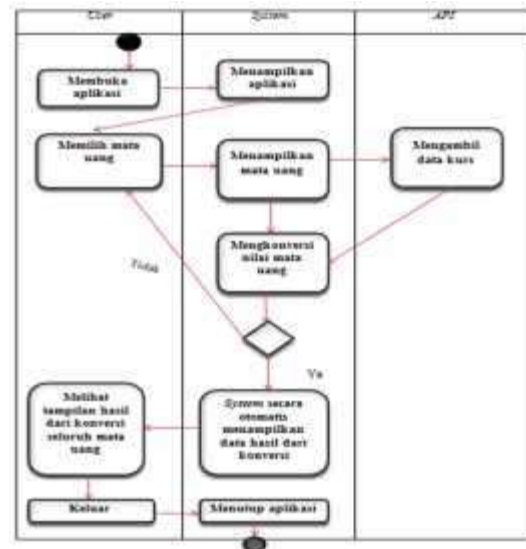 User
System
API
Membuka
aplikasi
Menampilkan
aplikasi
Memilih mata
uang
Menampilkan
mata uang
Mengambil
data kurs
Mengkonversi
nilai mata
uang
Tidak
Ya
Melihat
tampilan hasil
dari konversi
seluruh mata
uang
System secara
otomatis
menampilkan
data hasil dari
konversi
Keluar
Menutup aplikasi